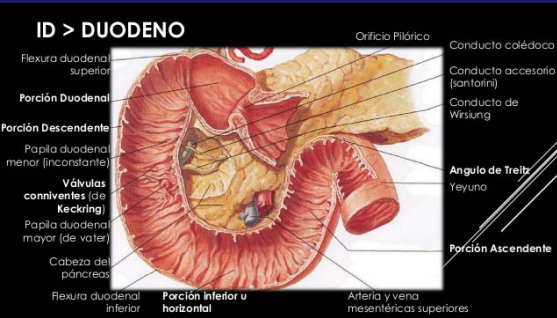 ID > DUODENO
Flexura duodenal
superior
Porción Duodenal
Porción Descendente
Papila duodenal
menor (inconstante)
Válvulas
conniventes (de
Keckring)
Papila duodenal
mayor (de vater)
Cabeza del
páncreas
Flexura duodenal
inferior
Porción inferior u
horizontal
Arteria y vena
mesentéricas superiores
Orificio Pilórico
Conducto colédoco
Conducto accesorio
(santorini)
Conducto de
Wirsiung
Angulo de Treitz
Yeyuno
Porción Ascendente